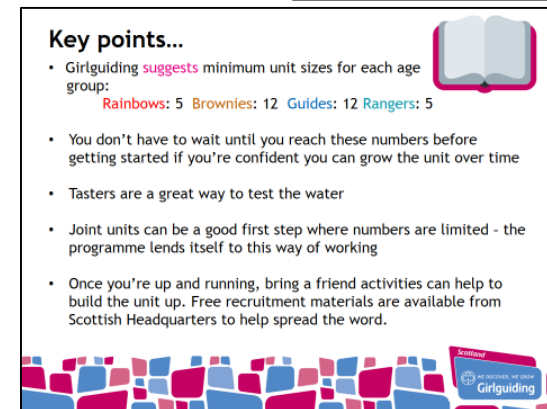 Key points...
• Girlguiding suggests minimum unit sizes for each age
group:
Rainbows: 5 Brownies: 12 Guides: 12 Rangers: 5
• You don't have to wait until you reach these numbers before
getting started if you're confident you can grow the unit over time
• Tasters are a great way to test the water
• Joint units can be a good first step where numbers are limited - the
programme lends itself to this way of working
• Once you're up and running, bring a friend activities can help to
build the unit up. Free recruitment materials are available from
Scottish Headquarters to help spread the word.
Scotland
WE DISCOVER, WE GROW
Girlguiding